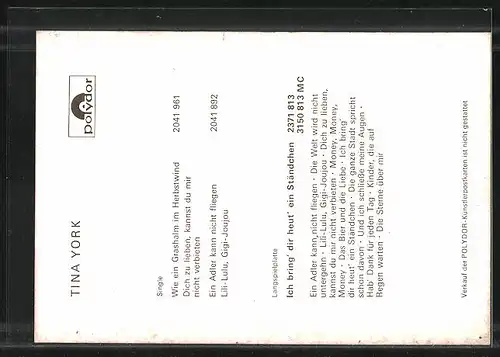 TINA YORK
polydor
Single
Wie ein Grashalm im Herbstwind 2041 961
Dich zu lieben, kannst du mir
nicht verbieten
Ein Adler kann nicht fliegen 2041 892
Lili-Lulu, Gigi-Joujou
Langspielplatte
Ich bring' dir heut' ein Ständchen 2371 813
3150 813 MC
Ein Adler kann nicht fliegen · Die Welt wird nicht
untergehn · Lili-Lulu, Gigi-Joujou · Dich zu lieben,
kannst du mir nicht verbieten · Money, Money,
Money · Das Bier und die Liebe · Ich bring'
dir heut' ein Ständchen · Die ganze Stadt spricht
schon davon · Und ich schließe meine Augen ·
Hab' Dank für jeden Tag · Kinder, die auf
Regen warten · Die Sterne über mir
Verkauf der POLYDOR-Künstlerpostkarten ist nicht gestattet